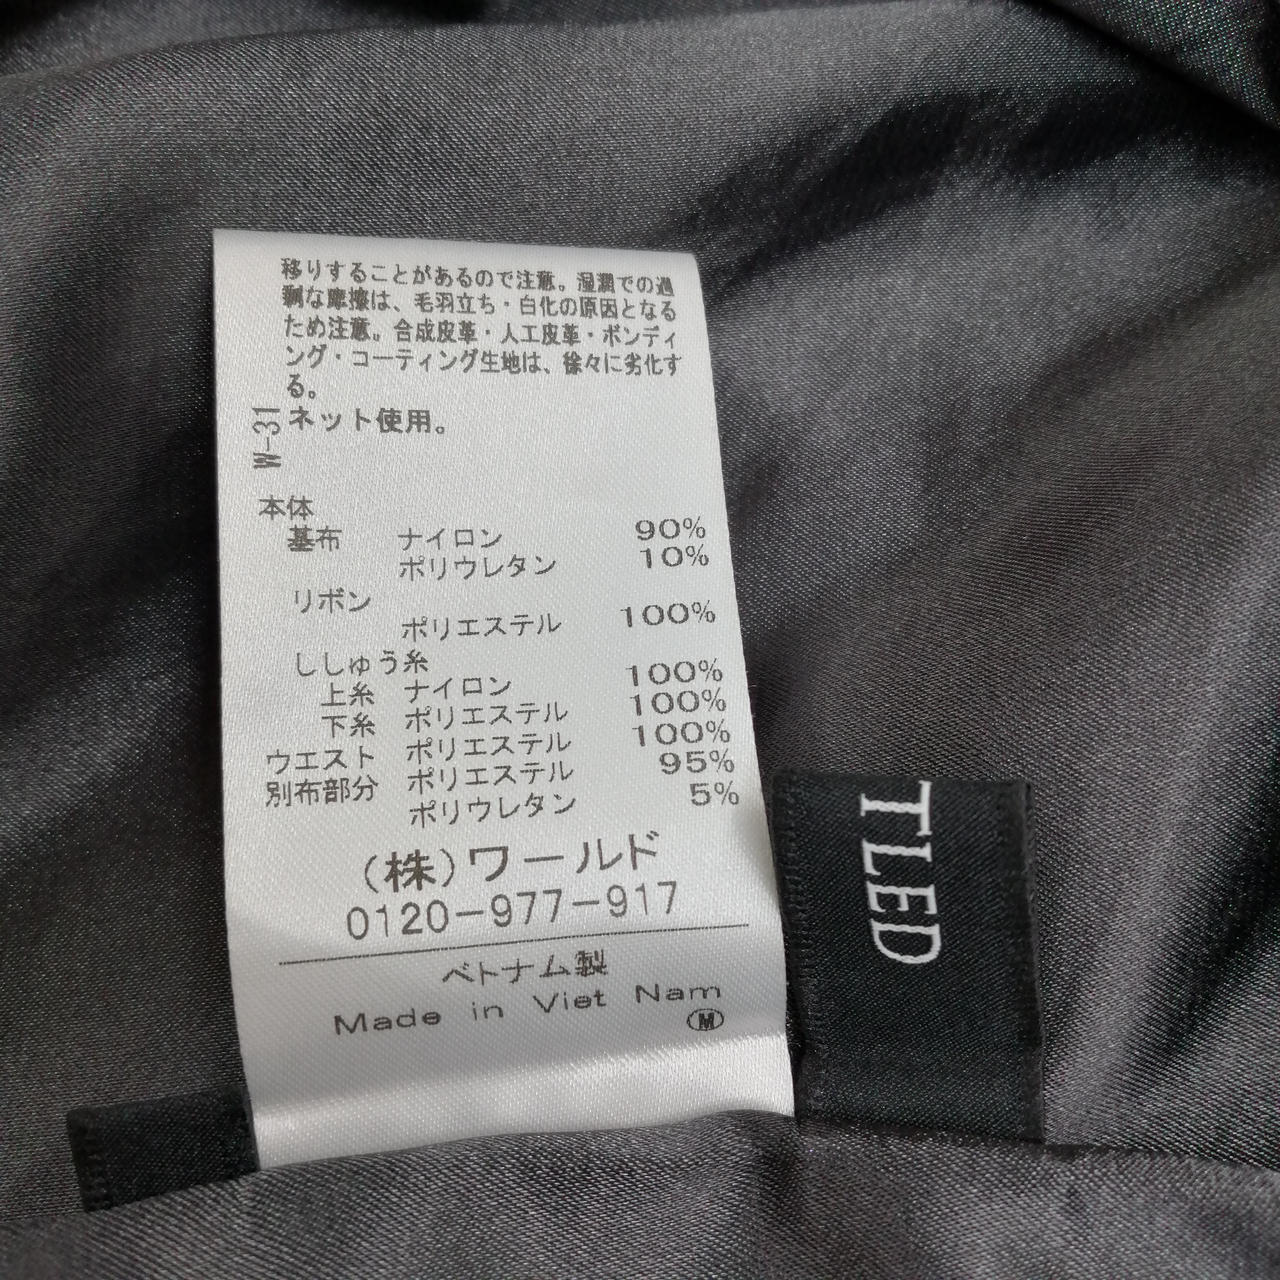 移りすることがあるので注意。湿潤での過
剰な摩擦は、毛羽立ち・白化の原因となる
ため注意。合成皮革・人工皮革・ボンディ
ング・コーティング生地は、徐々に劣化す
る。
ネット使用。
W-31
本体
基布 ナイロン 90%
ポリウレタン 10%
リボン
ポリエステル 100%
ししゅう糸
上糸 ナイロン 100%
下糸 ポリエステル 100%
ウエスト ポリエステル 100%
別布部分 ポリエステル 95%
ポリウレタン 5%
(株)ワールド
0120-977-917
ベトナム製
Made in Viet Nam
M
TLED